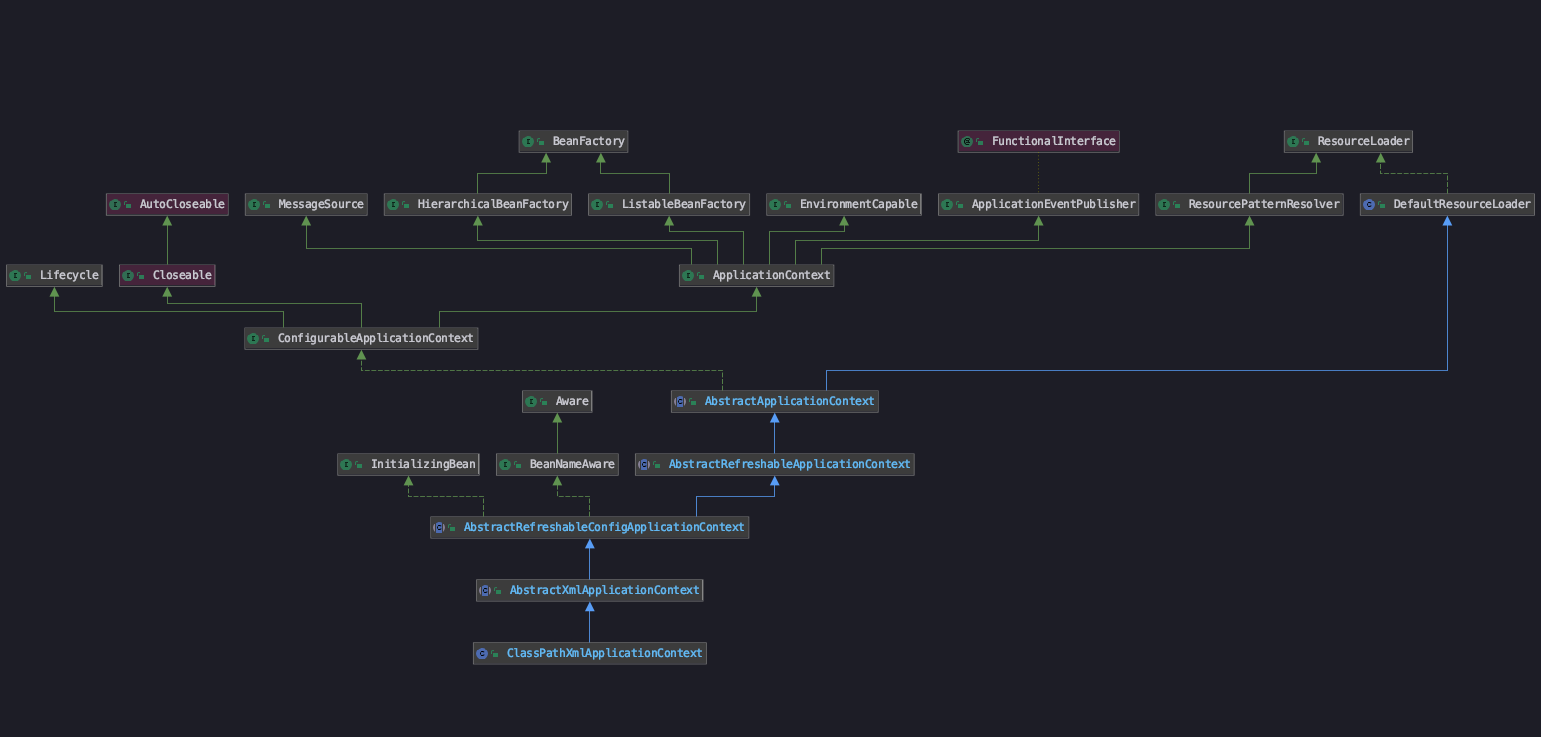 BeanFactory
FunctionalInterface
ResourceLoader
AutoCloseable
MessageSource
HierarchicalBeanFactory
ListableBeanFactory
EnvironmentCapable
ApplicationEventPublisher
ResourcePatternResolver
DefaultResourceLoader
Lifecycle
Closeable
ApplicationContext
ConfigurableApplicationContext
Aware
AbstractApplicationContext
InitializingBean
BeanNameAware
AbstractRefreshableApplicationContext
AbstractRefreshableConfigApplicationContext
AbstractXmlApplicationContext
ClassPathXmlApplicationContext